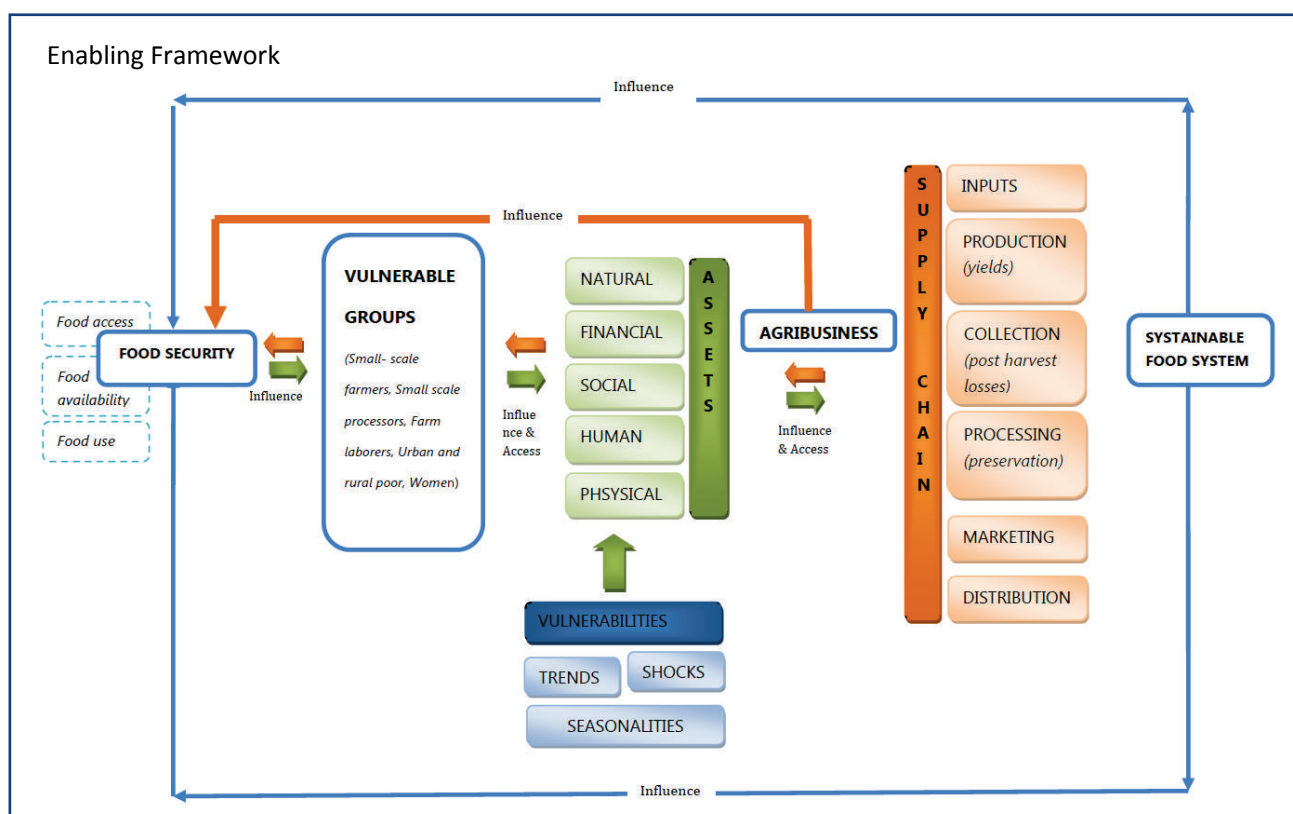 Enabling Framework
Influence
Influence
Food access
FOOD SECURITY
Food
availability
Food use
Influence
VULNERABLE
GROUPS
(Small- scale
farmers, Small scale
processors, Farm
laborers, Urban and
rural poor, Women)
Influe
nce &
Access
NATURAL
FINANCIAL
SOCIAL
HUMAN
PHSYSICAL
ASSETS
VULNERABILITIES
TRENDS
SHOCKS
SEASONALITIES
AGRIBUSINESS
Influence
& Access
SUPPLY CHAIN
INPUTS
PRODUCTION
(yields)
COLLECTION
(post harvest
losses)
PROCESSING
(preservation)
MARKETING
DISTRIBUTION
SYSTAINABLE
FOOD SYSTEM
Influence